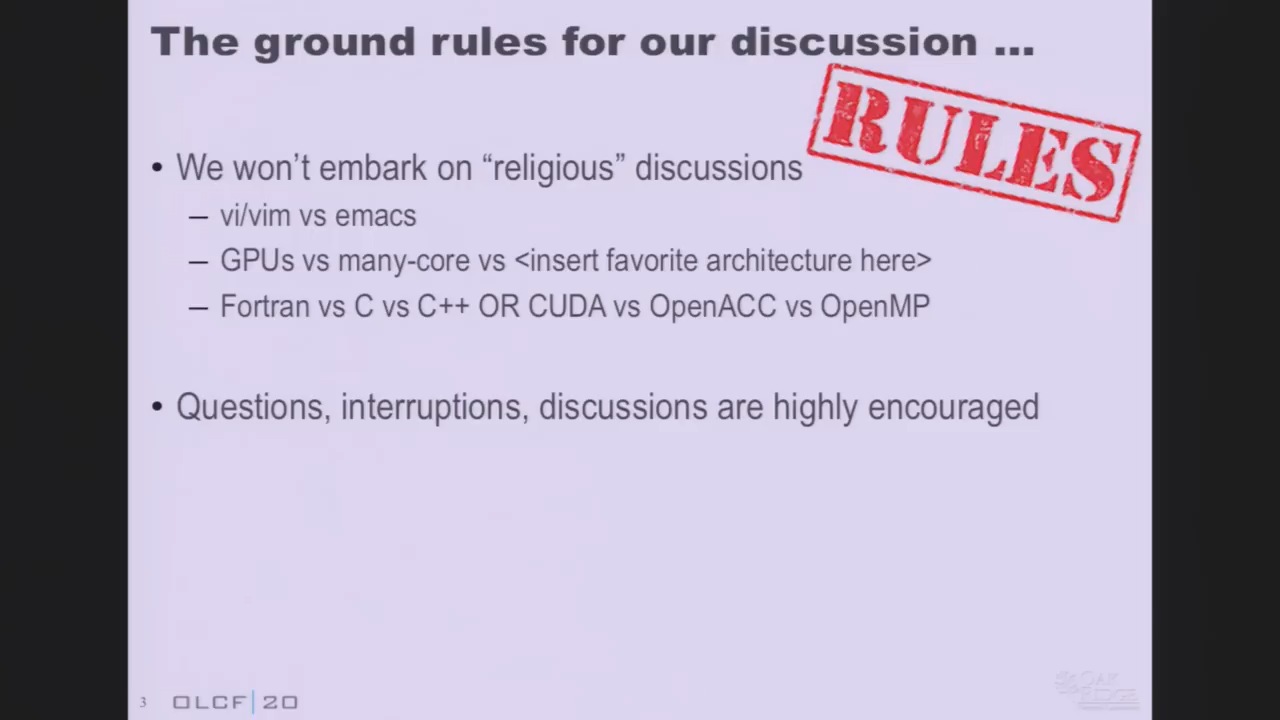 The ground rules for our discussion ...
RULES
• We won’t embark on “religious” discussions
– vi/vim vs emacs
– GPUs vs many-core vs <insert favorite architecture here>
– Fortran vs C vs C++ OR CUDA vs OpenACC vs OpenMP
• Questions, interruptions, discussions are highly encouraged
3 OLCF|20
OAK
RIDGE